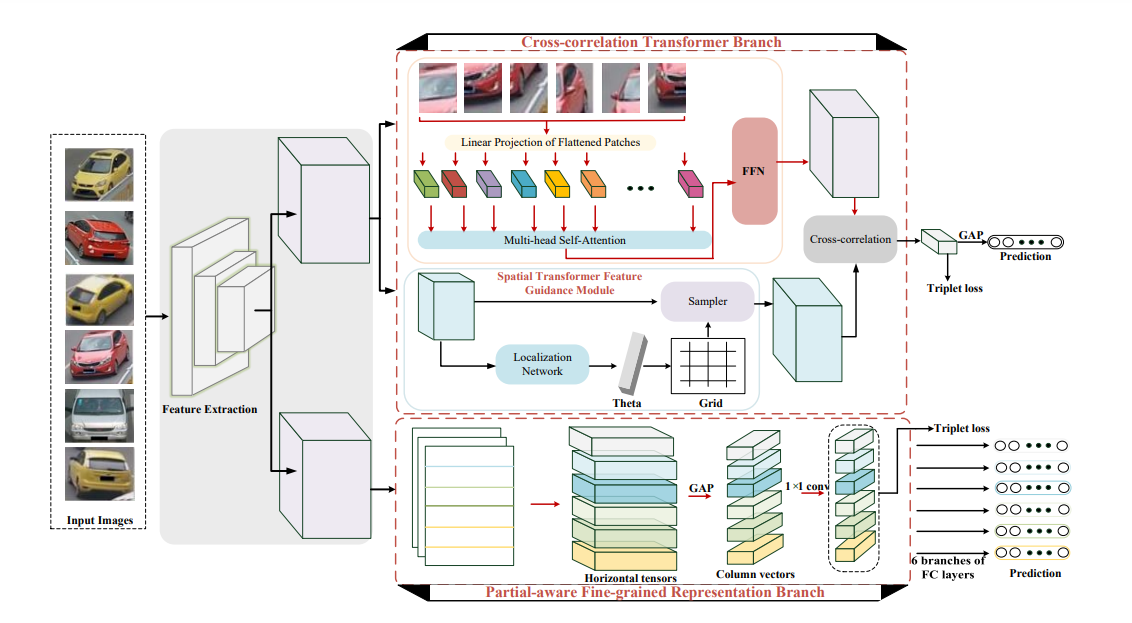 Cross-correlation Transformer Branch
Linear Projection of Flattened Patches
FFN
Multi-head Self-Attention
Cross-correlation
GAP
Prediction
Triplet loss
Spatial Transformer Feature
Guidance Module
Sampler
Localization
Network
Theta
Grid
Feature Extraction
Input Images
GAP
1×1 conv
Triplet loss
Horizontal tensors
Column vectors
6 branches of
FC layers
Prediction
Partial-aware Fine-grained Representation Branch